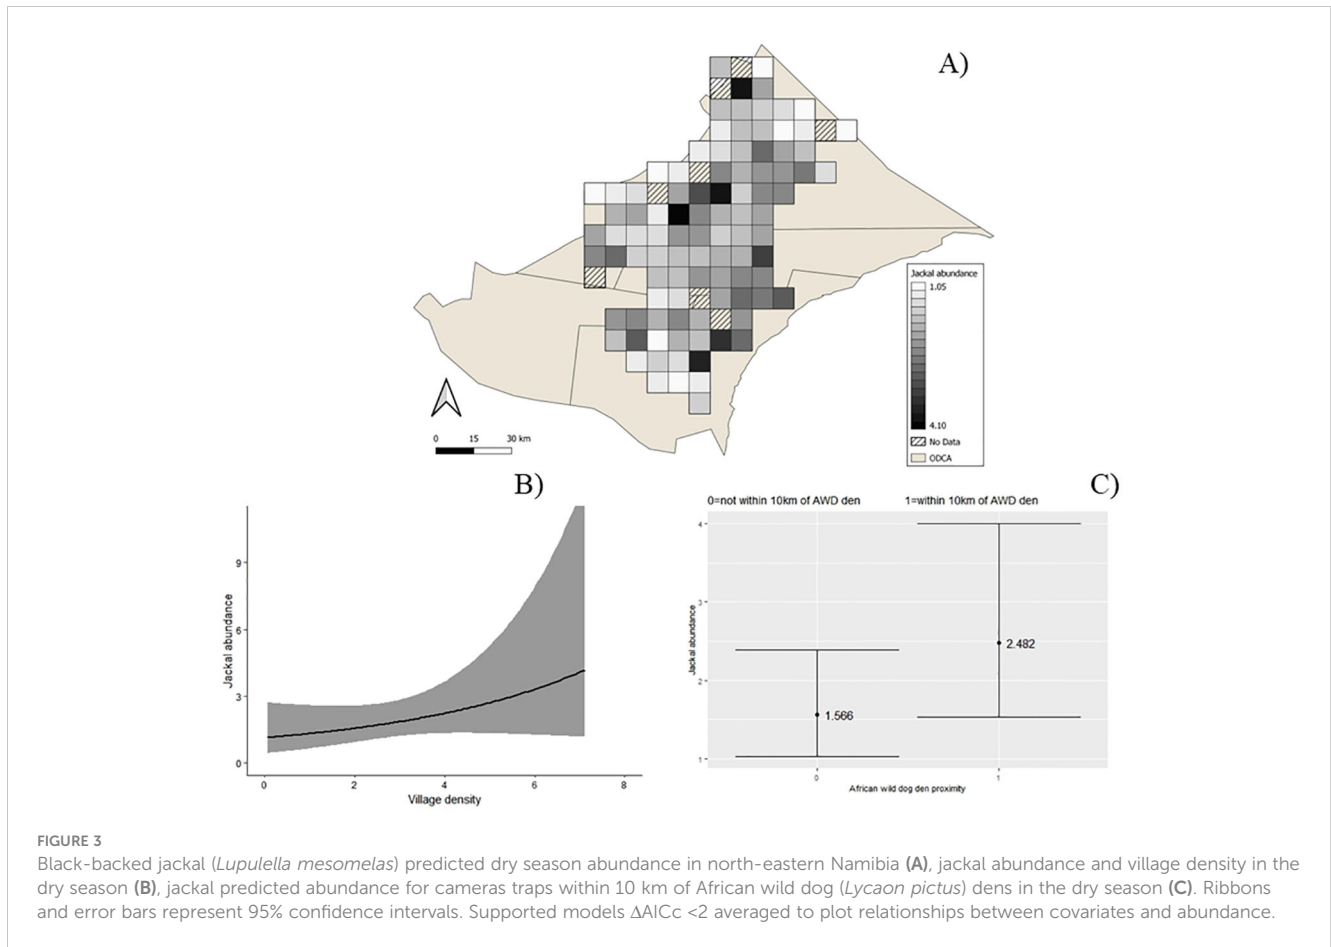 A)
Jackal abundance
1.05
4.10
No Data
ODCA
0 15 30 km
B)
9
6
3
0
Jackal abundance
0 2 4 6 8
Village density
C)
0=not within 10km of AWD den 1=within 10km of AWD den
4
3
2
1
Jackal abundance
2.482
1.566
0 1
African wild dog den proximity
FIGURE 3
Black-backed jackal (Lupulella mesomelas) predicted dry season abundance in north-eastern Namibia (A), jackal abundance and village density in the
dry season (B), jackal predicted abundance for cameras traps within 10 km of African wild dog (Lycaon pictus) dens in the dry season (C). Ribbons
and error bars represent 95% confidence intervals. Supported models ΔAICc <2 averaged to plot relationships between covariates and abundance.